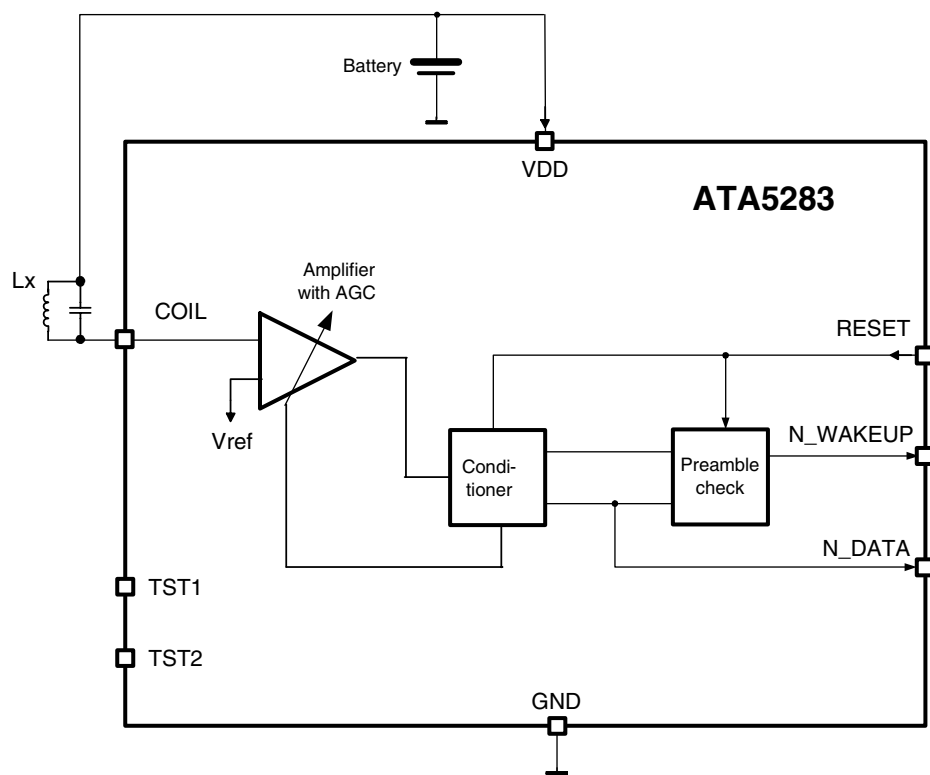 Battery
VDD
ATA5283
Lx
Amplifier
with AGC
COIL
RESET
Vref
N_WAKEUP
Condi-
tioner
Preamble
check
N_DATA
TST1
TST2
GND